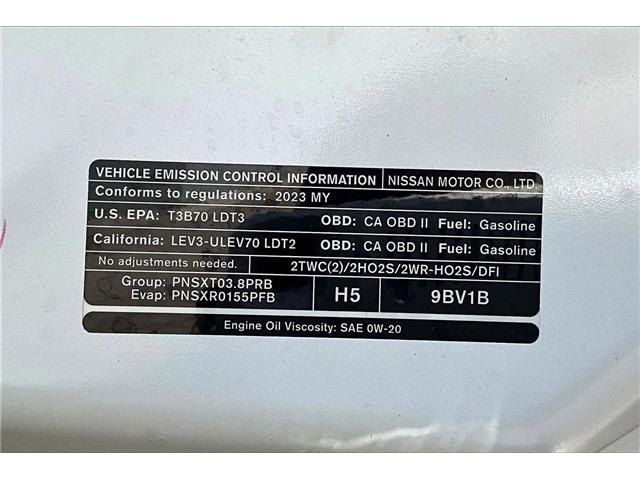 VEHICLE EMISSION CONTROL INFORMATION NISSAN MOTOR CO., LTD.
Conforms to regulations: 2023 MY
U.S. EPA: T3B70 LDT3 OBD: CA OBD II Fuel: Gasoline
California: LEV3-ULEV70 LDT2 OBD: CA OBD II Fuel: Gasoline
No adjustments needed. 2TWC(2)/2HO2S/2WR-HO2S/DFI
Group: PNSXT03.8PRB
Evap: PNSXR0155PFB
H5 9BV1B
Engine Oil Viscosity: SAE 0W-20